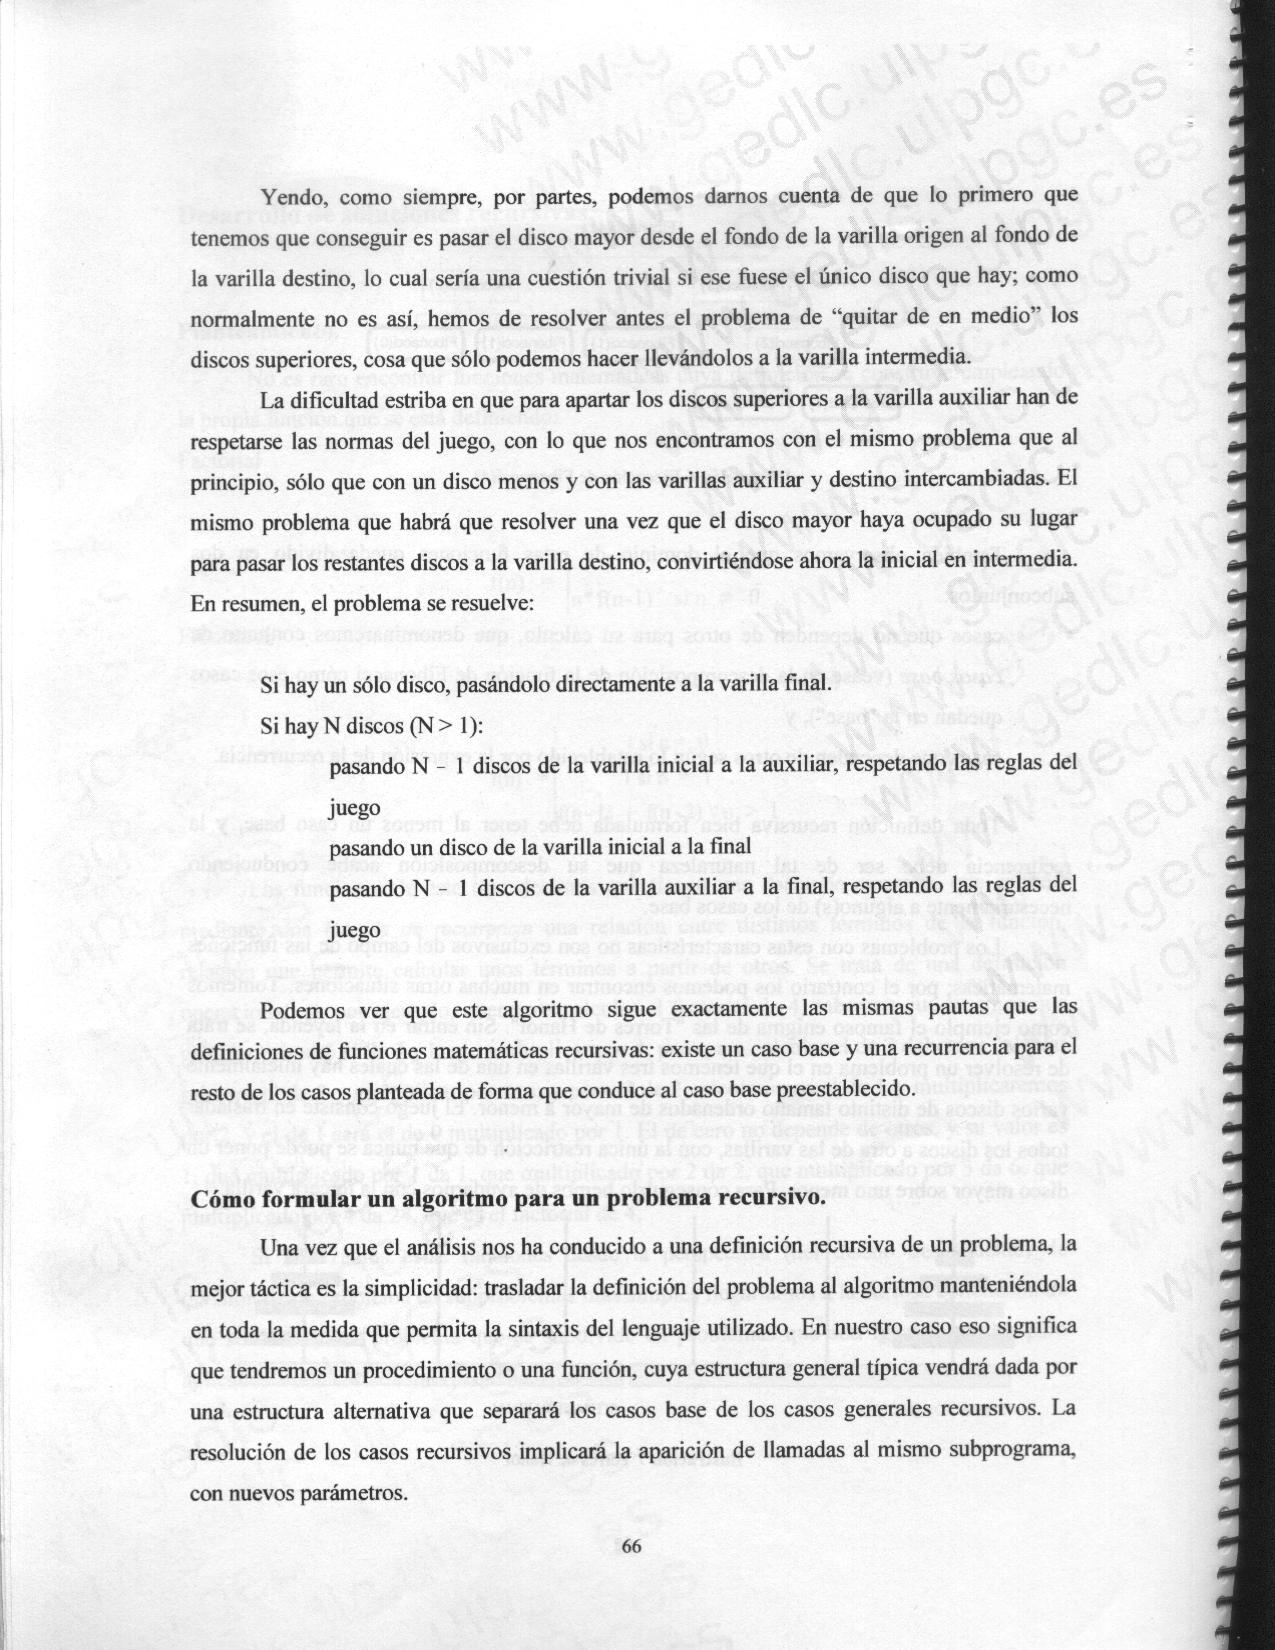 Yendo, como siempre, por partes, podemos darnos cuenta de que lo primero que
tenemos que conseguir es pasar el disco mayor desde el fondo de la varilla origen al fondo de
la varilla destino, lo cual sería una cuestión trivial si ese fuese el único disco que hay; como
normalmente no es así, hemos de resolver antes el problema de “quitar de en medio” los
discos superiores, cosa que sólo podemos hacer llevándolos a la varilla intermedia.
La dificultad estriba en que para apartar los discos superiores a la varilla auxiliar han de
respetarse las normas del juego, con lo que nos encontramos con el mismo problema que al
principio, sólo que con un disco menos y con las varillas auxiliar y destino intercambiadas. El
mismo problema que habrá que resolver una vez que el disco mayor haya ocupado su lugar
para pasar los restantes discos a la varilla destino, convirtiéndose ahora la inicial en intermedia.
En resumen, el problema se resuelve:
Si hay un sólo disco, pasándolo directamente a la varilla final.
Si hay N discos (N > 1):
pasando N - 1 discos de la varilla inicial a la auxiliar, respetando las reglas del
juego
pasando un disco de la varilla inicial a la final
pasando N - 1 discos de la varilla auxiliar a la final, respetando las reglas del
juego
Podemos ver que este algoritmo sigue exactamente las mismas pautas que las
definiciones de funciones matemáticas recursivas: existe un caso base y una recurrencia para el
resto de los casos planteada de forma que conduce al caso base preestablecido.
Cómo formular un algoritmo para un problema recursivo.
Una vez que el análisis nos ha conducido a una definición recursiva de un problema, la
mejor táctica es la simplicidad: trasladar la definición del problema al algoritmo manteniéndola
en toda la medida que permita la sintaxis del lenguaje utilizado. En nuestro caso eso significa
que tendremos un procedimiento o una función, cuya estructura general típica vendrá dada por
una estructura alternativa que separará los casos base de los casos generales recursivos. La
resolución de los casos recursivos implicará la aparición de llamadas al mismo subprograma,
con nuevos parámetros.
66
www.gedlc.ulpgc.es